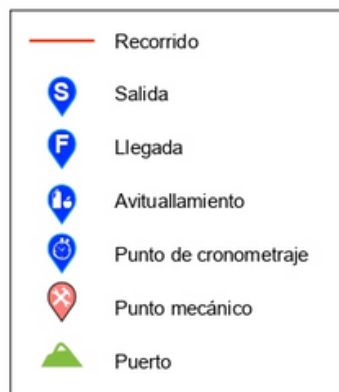 Recorrido
S Salida
F Llegada
Avituallamiento
Punto de cronometraje
Punto mecánico
Puerto